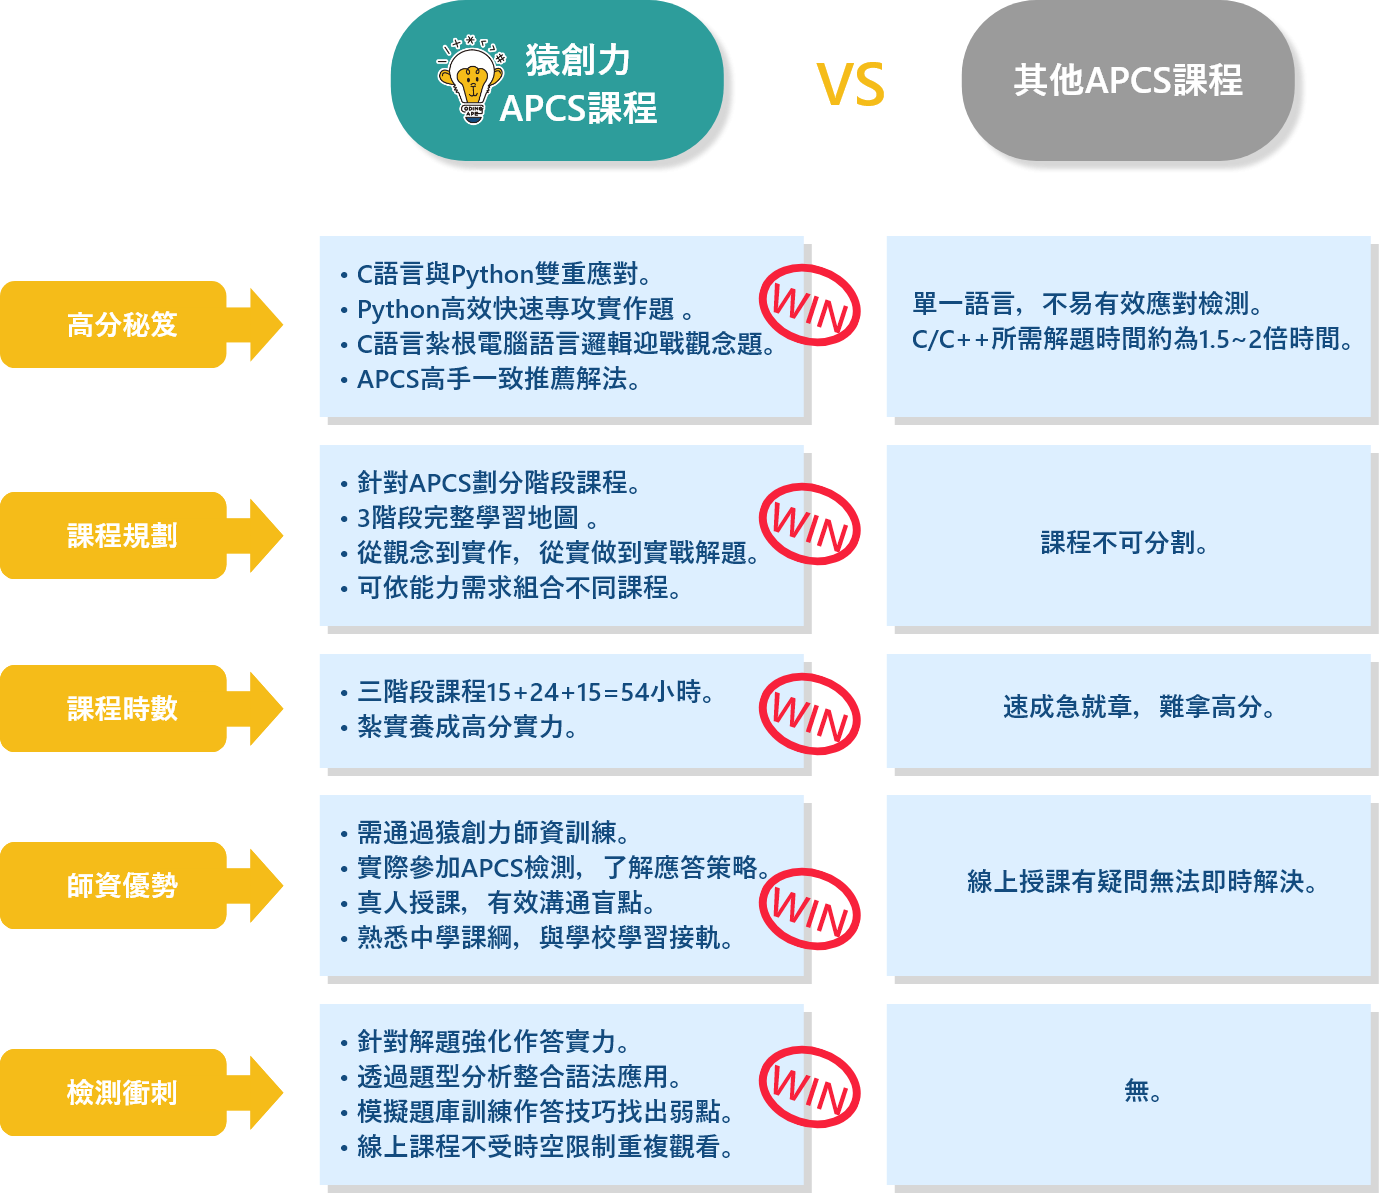 猿創力
APCS課程
CODING
APE
VS
其他APCS課程
高分秘笈
• C語言與Python雙重應對。
• Python高效快速專攻實作題 。
• C語言紮根電腦語言邏輯迎戰觀念題。
• APCS高手一致推薦解法。
WIN
單一語言，不易有效應對檢測。
C/C++所需解題時間約為1.5~2倍時間。
課程規劃
• 針對APCS劃分階段課程。
• 3階段完整學習地圖 。
• 從觀念到實作，從實做到實戰解題。
• 可依能力需求組合不同課程。
WIN
課程不可分割。
課程時數
• 三階段課程15+24+15=54小時。
• 紮實養成高分實力。
WIN
速成急就章，難拿高分。
師資優勢
• 需通過猿創力師資訓練。
• 實際參加APCS檢測，了解應答策略。
• 真人授課，有效溝通盲點。
• 熟悉中學課綱，與學校學習接軌。
WIN
線上授課有疑問無法即時解決。
檢測衝刺
• 針對解題強化作答實力。
• 透過題型分析整合語法應用。
• 模擬題庫訓練作答技巧找出弱點。
• 線上課程不受時空限制重複觀看。
WIN
無。